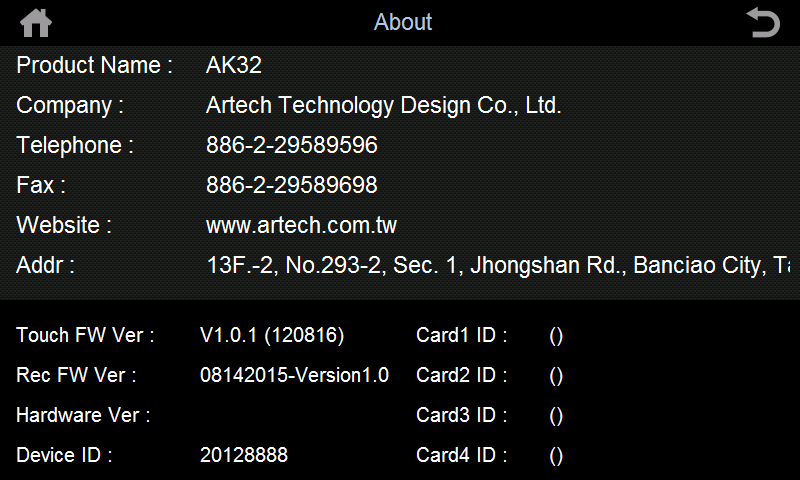 About
Product Name : AK32
Company : Artech Technology Design Co., Ltd.
Telephone : 886-2-29589596
Fax : 886-2-29589698
Website : www.artech.com.tw
Addr : 13F.-2, No.293-2, Sec. 1, Jhongshan Rd., Banciao City,
Touch FW Ver : V1.0.1 (120816) Card1 ID : ()
Rec FW Ver : 08142015-Version1.0 Card2 ID : ()
Hardware Ver : Card3 ID : ()
Device ID : 20128888 Card4 ID : ()